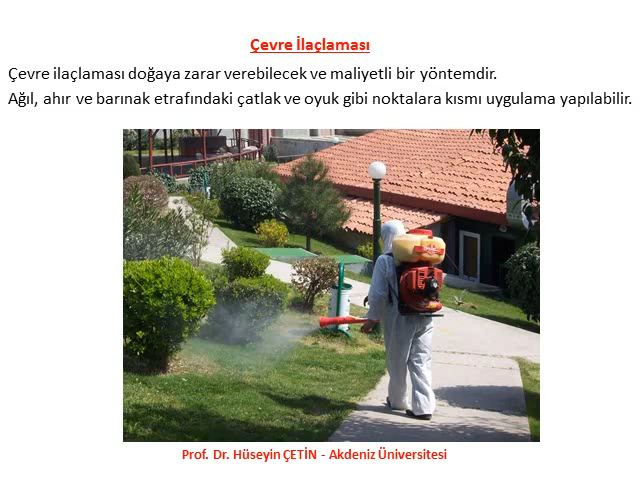 Çevre İlaçlaması
Çevre ilaçlaması doğaya zarar verebilecek ve maliyetli bir yöntemdir.
Ağıl, ahır ve barınak etrafındaki çatlak ve oyuk gibi noktalara kısmı uygulama yapılabilir.
Prof. Dr. Hüseyin ÇETİN - Akdeniz Üniversitesi